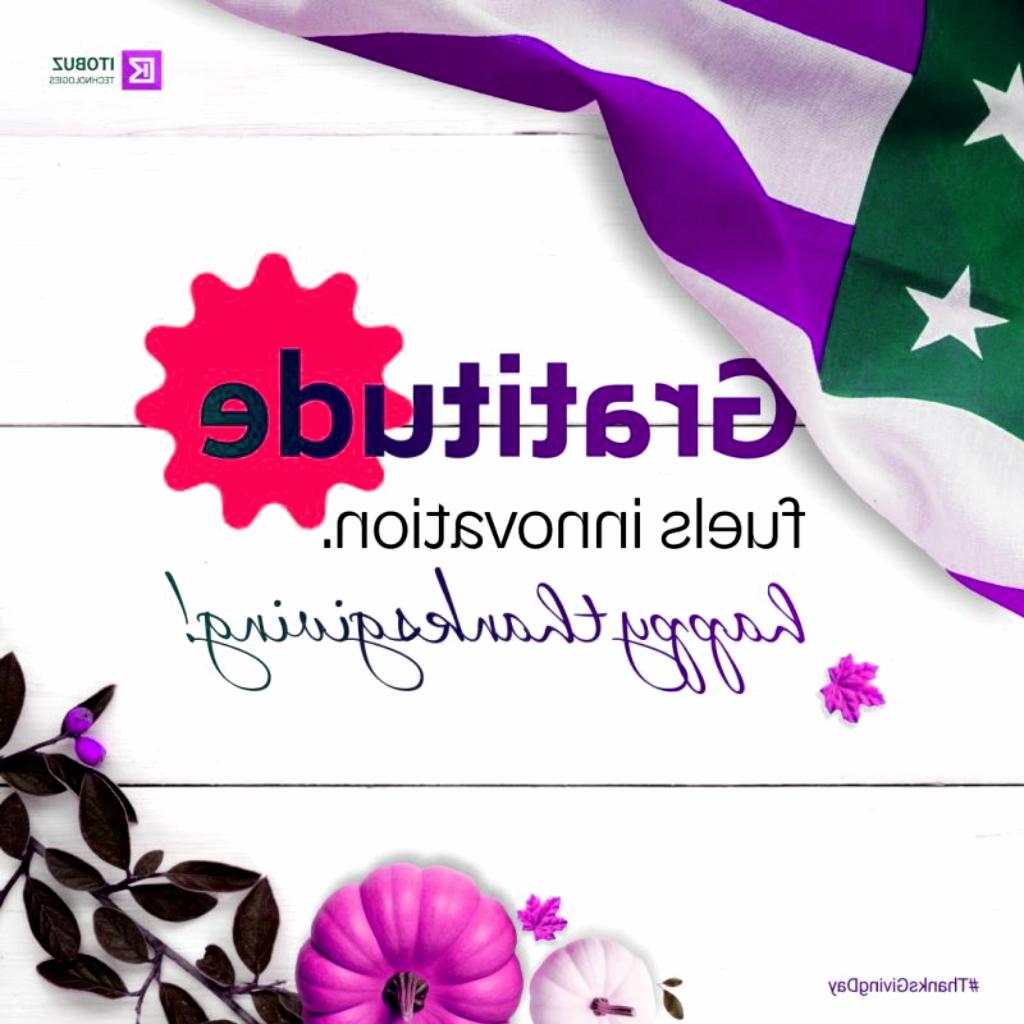 ITOBUZ
TECHNOLOGIES
Gratitude
fuels innovation.
happy thanksgiving!
#ThanksGivingDay